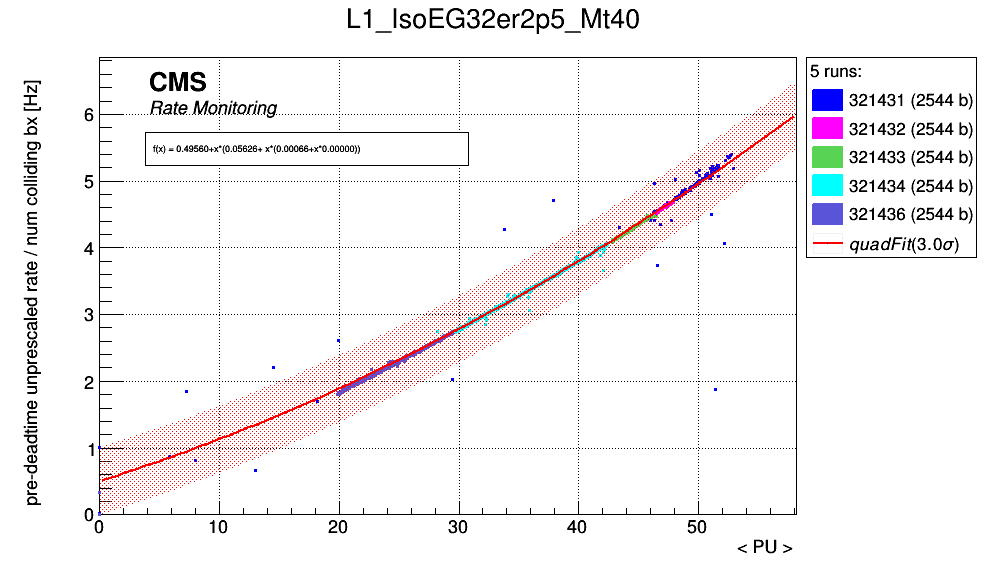 L1_IsoEG32er2p5_Mt40
CMS
Rate Monitoring
f(x) = 0.49560+x*(0.05626+ x*(0.00066+x*0.00000))
pre-deadtime unprescaled rate / num colliding bx [Hz]
6
5
4
3
2
1
0
0 10 20 30 40 50
< PU >
5 runs:
321431 (2544 b)
321432 (2544 b)
321433 (2544 b)
321434 (2544 b)
321436 (2544 b)
quadFit(3.0σ)